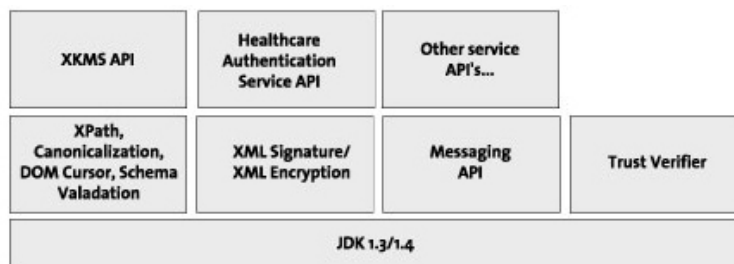 XKMS API
Healthcare
Authentication
Service API
Other service
API's...
XPath,
Canonicalization,
DOM Cursor, Schema
Valadation
XML Signature/
XML Encryption
Messaging
API
Trust Verifier
JDK 1.3/1.4